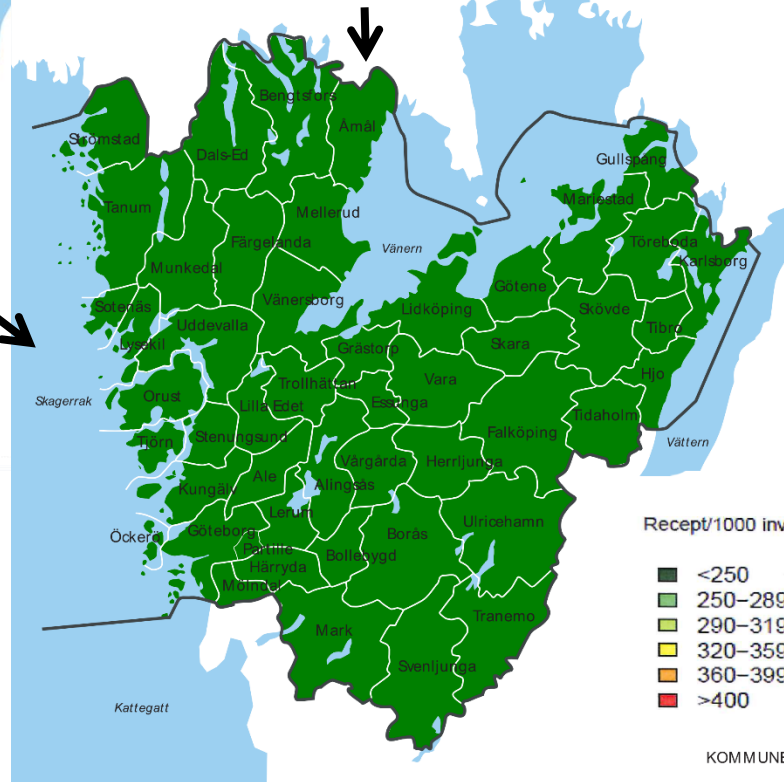 Bengtsfors
Åmål
Strömstad
Dals-Ed
Gullspång
Mariestad
Tanum
Mellerud
Färgelanda
Vänern
Töreboda
Karlsborg
Munkedal
Götene
Vänersborg
Sotenäs
Lidköping
Skövde
Uddevalla
Tibro
Lysekil
Grästorp
Skara
Hjo
Trollhättan
Vara
Orust
Skagerrak
Lilla Edet
Essunga
Tidaholm
Tjörn
Stenungsund
Falköping
Vättern
Vårgårda
Herrljunga
Ale
Alingsås
Kungälv
Lerum
Ulricehamn
Öckerö
Göteborg
Borås
Partille
Bollebygd
Härryda
Mölndal
Tranemo
Mark
Svenljunga
Kattegatt
Recept/1000 inv
<250
250–289
290–319
320–359
360–399
>400
KOMMUNE